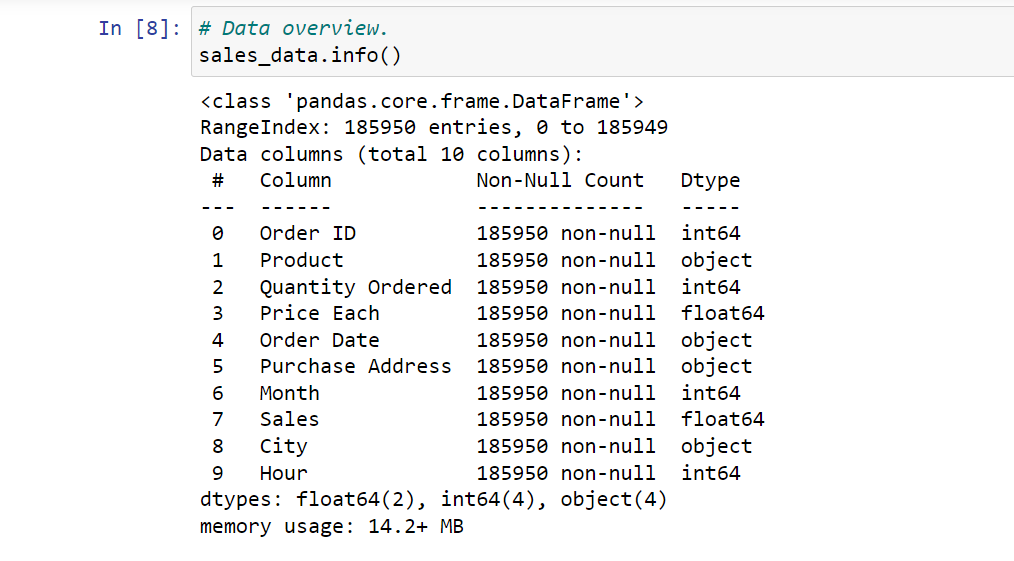 In [8]: # Data overview.
sales_data.info()
<class 'pandas.core.frame.DataFrame'>
RangeIndex: 185950 entries, 0 to 185949
Data columns (total 10 columns):
 #   Column            Non-Null Count   Dtype
---  ------            --------------   -----
 0   Order ID          185950 non-null  int64
 1   Product           185950 non-null  object
 2   Quantity Ordered  185950 non-null  int64
 3   Price Each        185950 non-null  float64
 4   Order Date        185950 non-null  object
 5   Purchase Address  185950 non-null  object
 6   Month             185950 non-null  int64
 7   Sales             185950 non-null  float64
 8   City              185950 non-null  object
 9   Hour              185950 non-null  int64
dtypes: float64(2), int64(4), object(4)
memory usage: 14.2+ MB